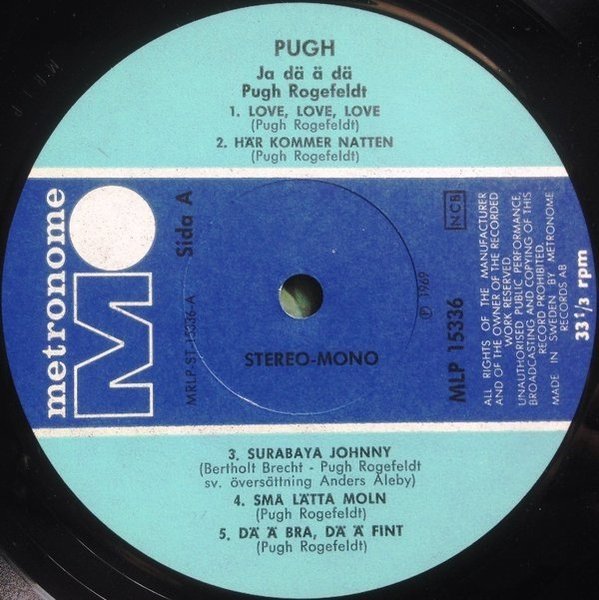 PUGH
Ja dä ä dä
Pugh Rogefeldt
1. LOVE, LOVE, LOVE
(Pugh Rogefeldt)
2. HÄR KOMMER NATTEN
(Pugh Rogefeldt)
metronome
M
Sida A
MRLP-ST 15336-A
STEREO-MONO
NCB
Ⓟ 1969
MLP 15336
ALL RIGHTS OF THE MANUFACTURER
AND OF THE OWNER OF THE RECORDED
WORK RESERVED.
UNAUTHORISED PUBLIC PERFORMANCE,
BROADCASTING AND COPYING OF THIS
RECORD PROHIBITED.
MADE IN SWEDEN BY METRONOME
RECORDS AB
33 1/3 rpm
3. SURABAYA JOHNNY
(Bertholt Brecht - Pugh Rogefeldt
sv. översättning Anders Åleby)
4. SMÅ LÄTTA MOLN
(Pugh Rogefeldt)
5. DÄ Ä BRA, DÄ Ä FINT
(Pugh Rogefeldt)